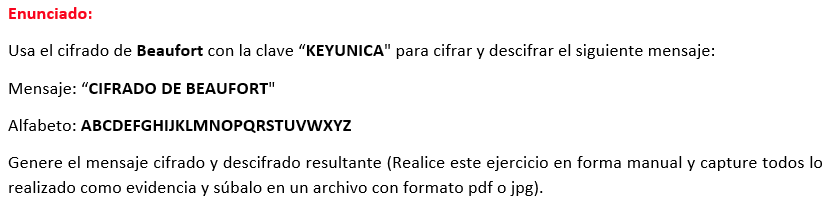 Enunciado:
Usa el cifrado de Beaufort con la clave “KEYUNICA" para cifrar y descifrar el siguiente mensaje:
Mensaje: “CIFRADO DE BEAUFORT"
Alfabeto: ABCDEFGHIJKLMNOPQRSTUVWXYZ
Genere el mensaje cifrado y descifrado resultante (Realice este ejercicio en forma manual y capture todos lo
realizado como evidencia y súbalo en un archivo con formato pdf o jpg).